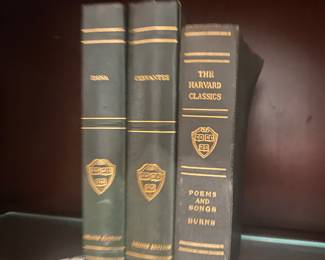 CERVANTES
THE
HARVARD
CLASSICS
POEMS
AND
SONGS
BURNS